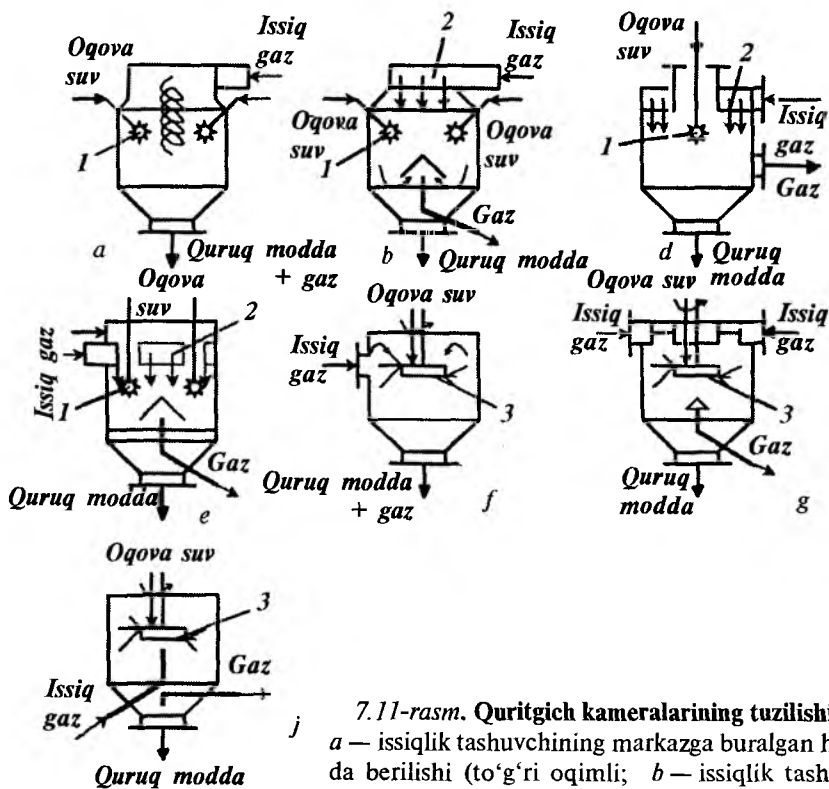 Oqova
suv
Issiq
gaz
1
a
Quruq modda
+ gaz
2
Issiq
gaz
Oqova
suv
Oqova
suv
1
Gaz
b
Quruq modda
Oqova
suv
2
1
Issiq
gaz
Gaz
d
Quruq
modda
Oqova
suv
2
Issiq gaz
1
Gaz
Quruq modda
e
Oqova suv
Issiq
gaz
3
Quruq modda
+ gaz
f
Oqova suv
Issiq
gaz
Issiq
gaz
3
Gaz
Quruq
modda
g
Oqova suv
3
Gaz
Issiq
gaz
j
Quruq modda
7.11-rasm. Quritgich kameralarining tuzilishi
a — issiqlik tashuvchining markazga buralgan h
da berilishi (to‘g‘ri oqimli; b — issiqlik tash